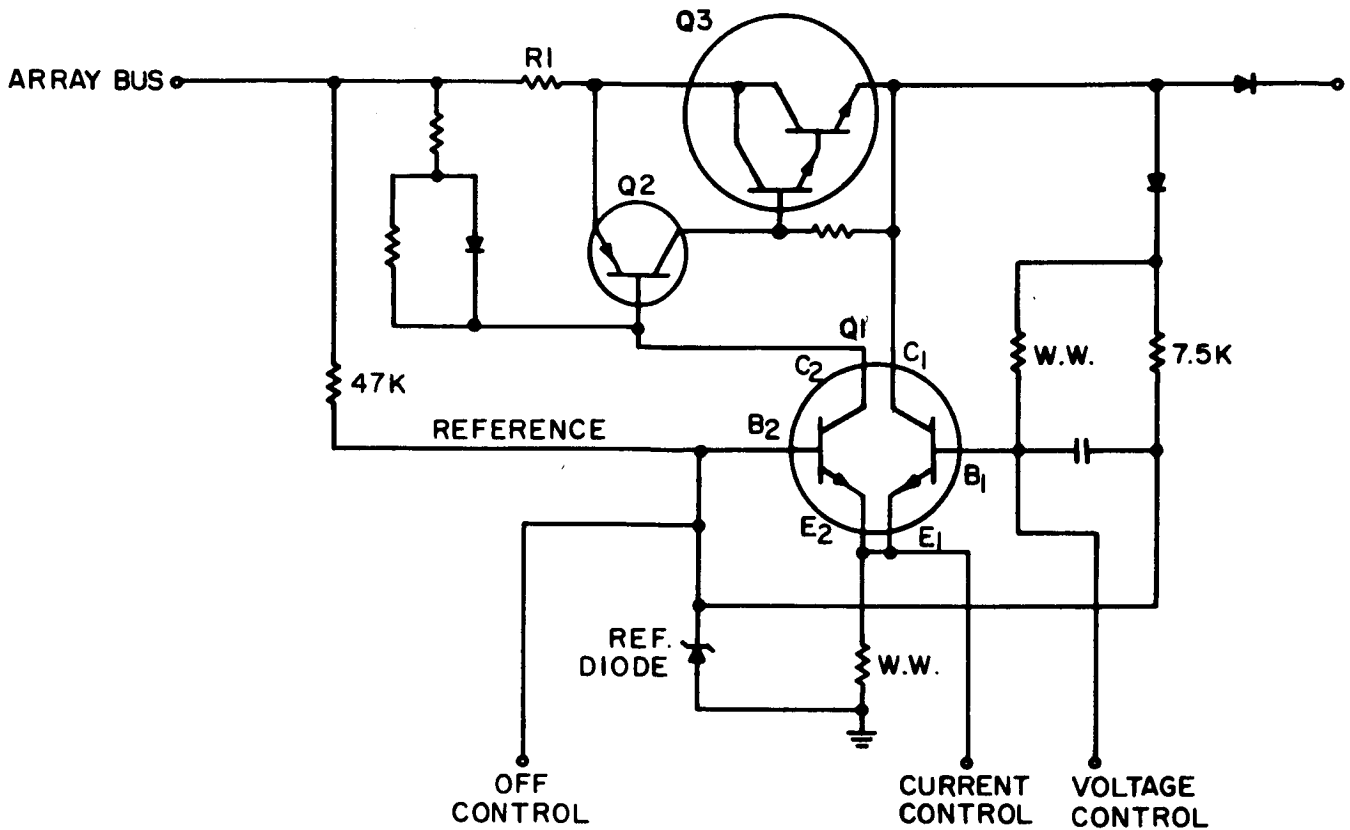 Q3
ARRAY BUS
R1
Q2
Q1
C2
C1
W.W.
7.5K
47K
REFERENCE
B2
B1
E2
E1
REF.
DIODE
W.W.
OFF
CONTROL
CURRENT
CONTROL
VOLTAGE
CONTROL